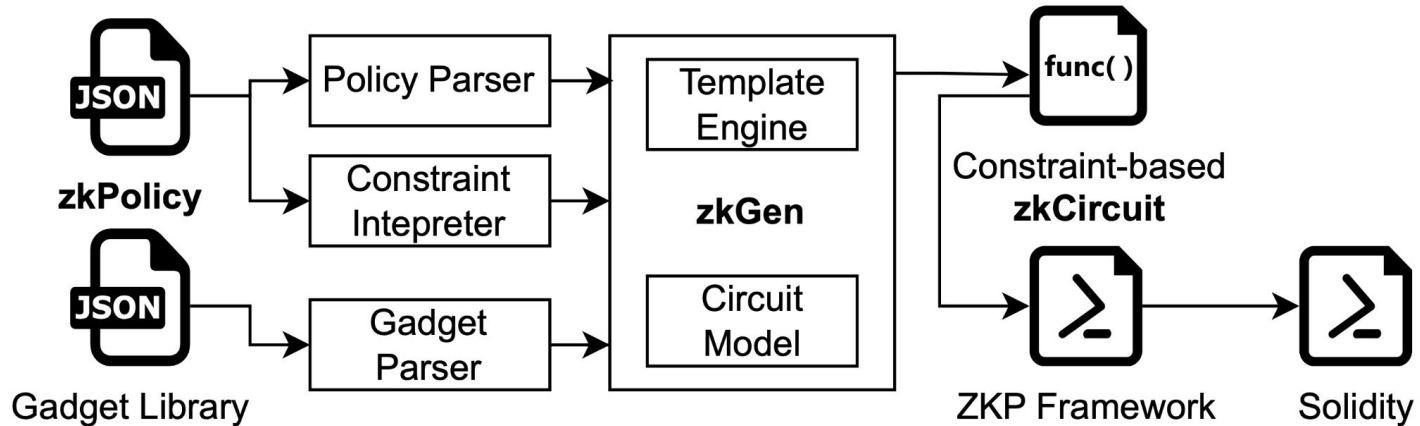 JSON
zkPolicy
JSON
Gadget Library
Policy Parser
Constraint
Intepreter
Gadget
Parser
Template
Engine
zkGen
Circuit
Model
func( )
Constraint-based
zkCircuit
ZKP Framework
Solidity